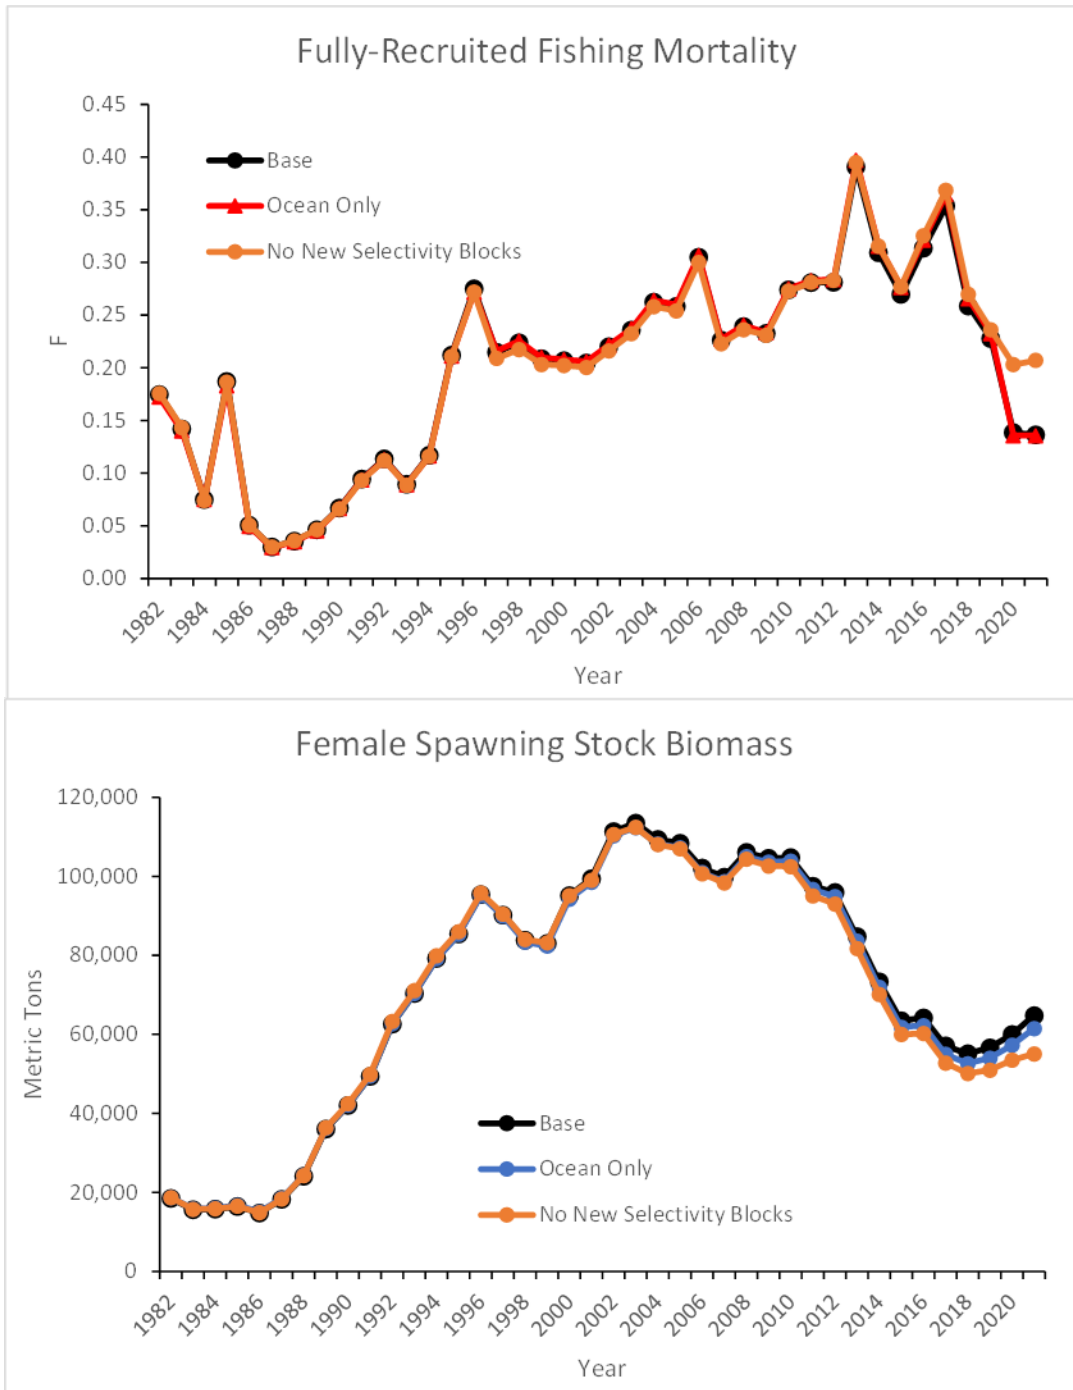 Fully-Recruited Fishing Mortality
0.45
0.40
0.35
0.30
0.25
0.20
0.15
0.10
0.05
0.00
F
Base
Ocean Only
No New Selectivity Blocks
1982 1984 1986 1988 1990 1992 1994 1996 1998 2000 2002 2004 2006 2008 2010 2012 2014 2016 2018 2020
Year
Female Spawning Stock Biomass
120,000
100,000
80,000
60,000
40,000
20,000
0
Metric Tons
Base
Ocean Only
No New Selectivity Blocks
1982 1984 1986 1988 1990 1992 1994 1996 1998 2000 2002 2004 2006 2008 2010 2012 2014 2016 2018 2020
Year